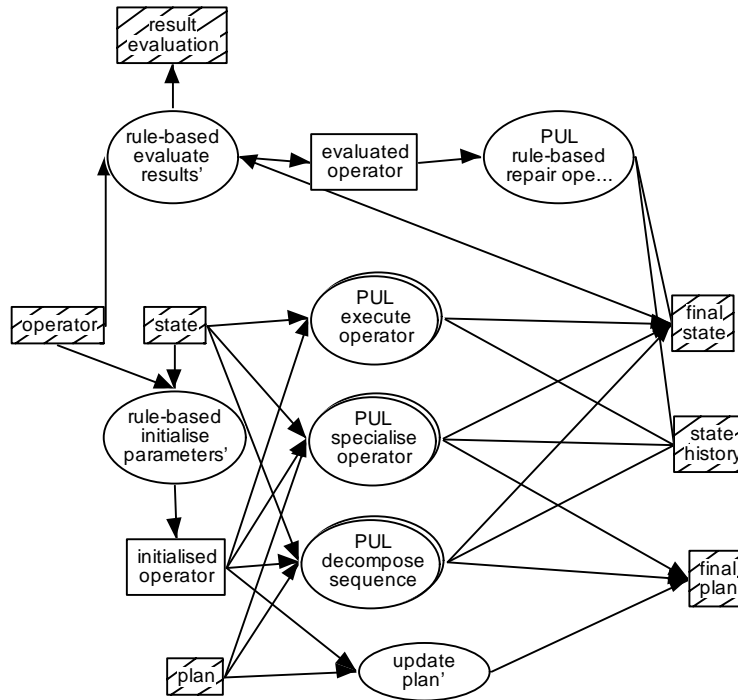 result
evaluation
rule-based
evaluate
results’
evaluated
operator
PUL
rule-based
repair ope...
operator
state
PUL
execute
operator
final
state
rule-based
initialise
parameters’
PUL
specialise
operator
state
history
initialised
operator
PUL
decompose
sequence
final
plan
plan
update
plan’